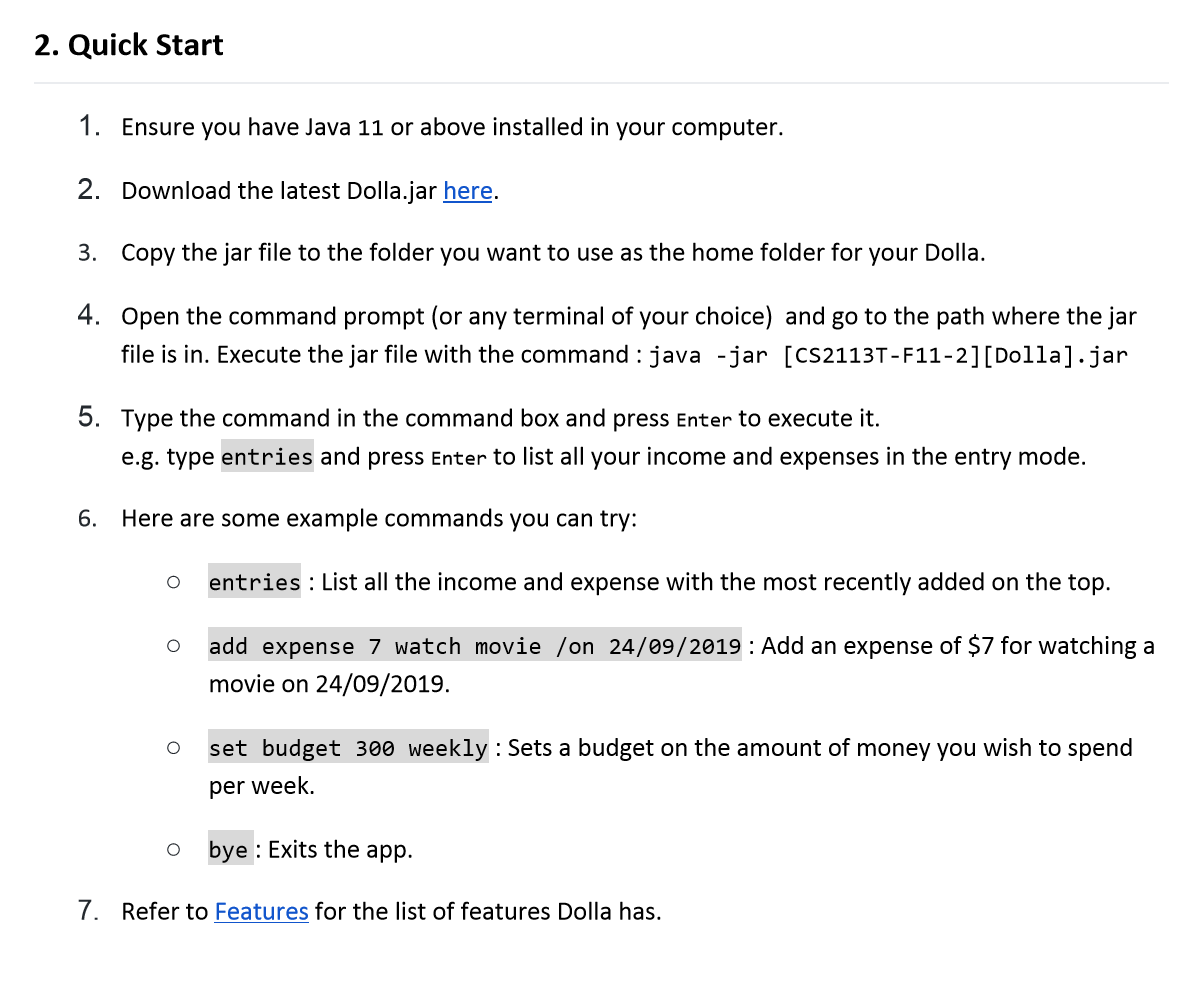 2. Quick Start
1. Ensure you have Java 11 or above installed in your computer.
2. Download the latest Dolla.jar here.
3. Copy the jar file to the folder you want to use as the home folder for your Dolla.
4. Open the command prompt (or any terminal of your choice)  and go to the path where the jar
file is in. Execute the jar file with the command : java -jar [CS2113T-F11-2][Dolla].jar
5. Type the command in the command box and press Enter to execute it.
e.g. type entries and press Enter to list all your income and expenses in the entry mode.
6. Here are some example commands you can try:
○ entries : List all the income and expense with the most recently added on the top.
○ add expense 7 watch movie /on 24/09/2019 : Add an expense of $7 for watching a
movie on 24/09/2019.
○ set budget 300 weekly : Sets a budget on the amount of money you wish to spend
per week.
○ bye : Exits the app.
7. Refer to Features for the list of features Dolla has.